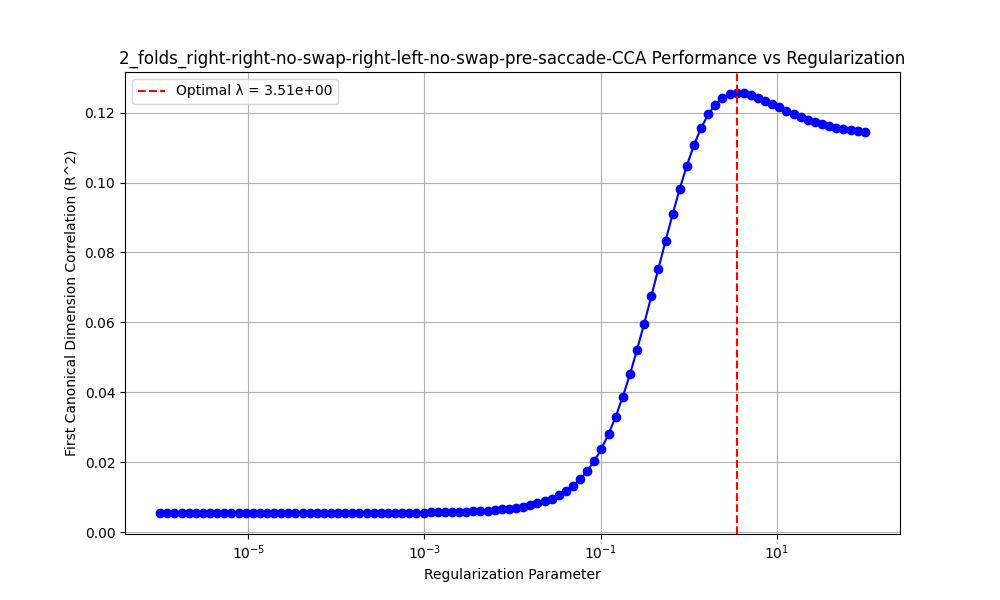 2_folds_right-right-no-swap-right-left-no-swap-pre-saccade-CCA Performance vs Regularization
Optimal λ = 3.51e+00
First Canonical Dimension Correlation (R^2)
0.12
0.10
0.08
0.06
0.04
0.02
0.00
10^-5
10^-3
10^-1
10^1
Regularization Parameter